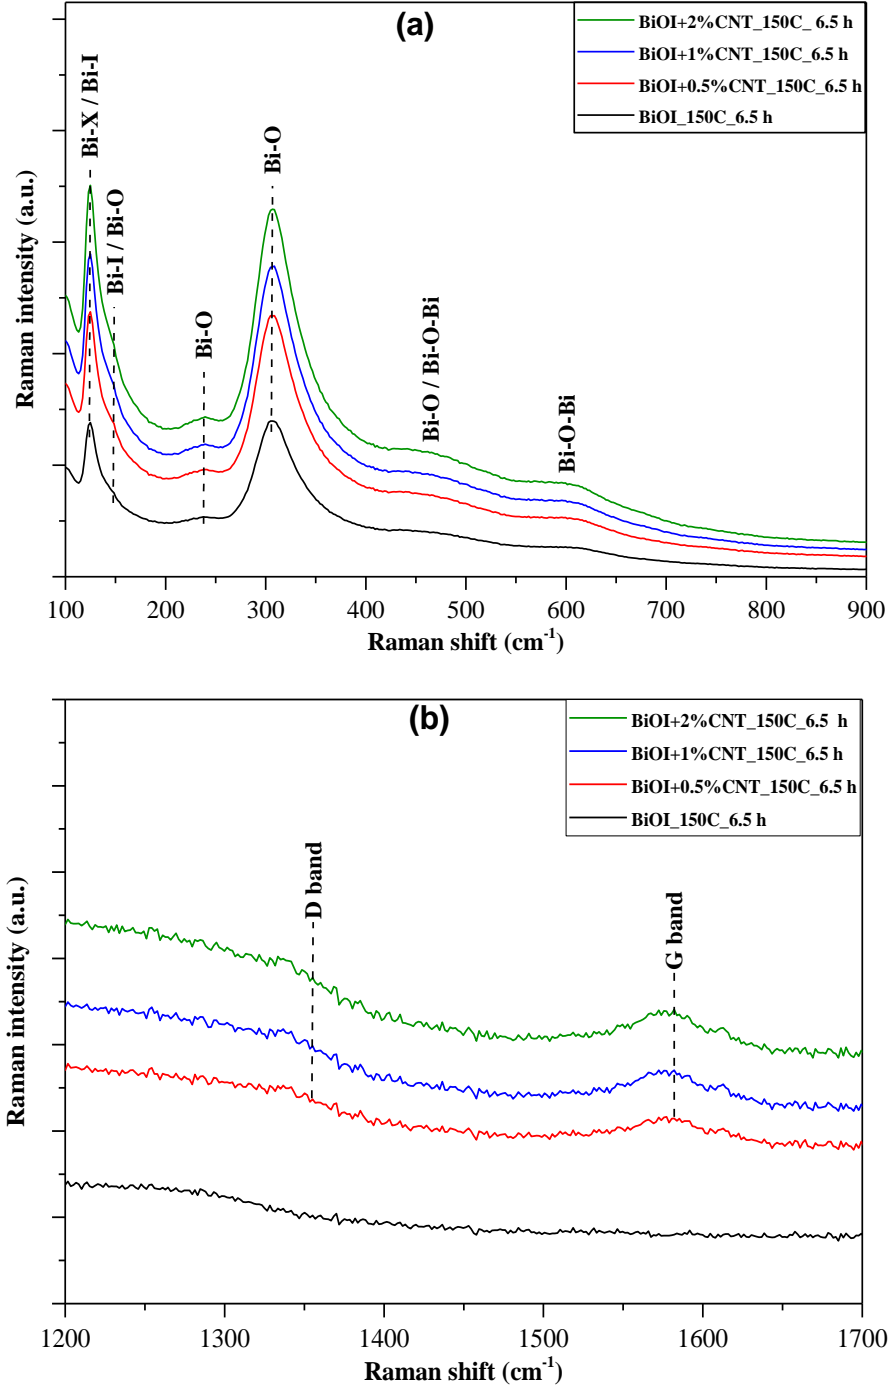 (a)
BiOI+2%CNT_150C_ 6.5 h
BiOI+1%CNT_150C_6.5 h
BiOI+0.5%CNT_150C_6.5 h
BiOI_150C_6.5 h
Bi-X / Bi-I
Bi-I / Bi-O
Bi-O
Bi-O
Bi-O / Bi-O-Bi
Bi-O-Bi
Raman intensity (a.u.)
100 200 300 400 500 600 700 800 900
Raman shift (cm-1)
(b)
BiOI+2%CNT_150C_6.5 h
BiOI+1%CNT_150C_6.5 h
BiOI+0.5%CNT_150C_6.5 h
BiOI_150C_6.5 h
D band
G band
Raman intensity (a.u.)
1200 1300 1400 1500 1600 1700
Raman shift (cm-1)